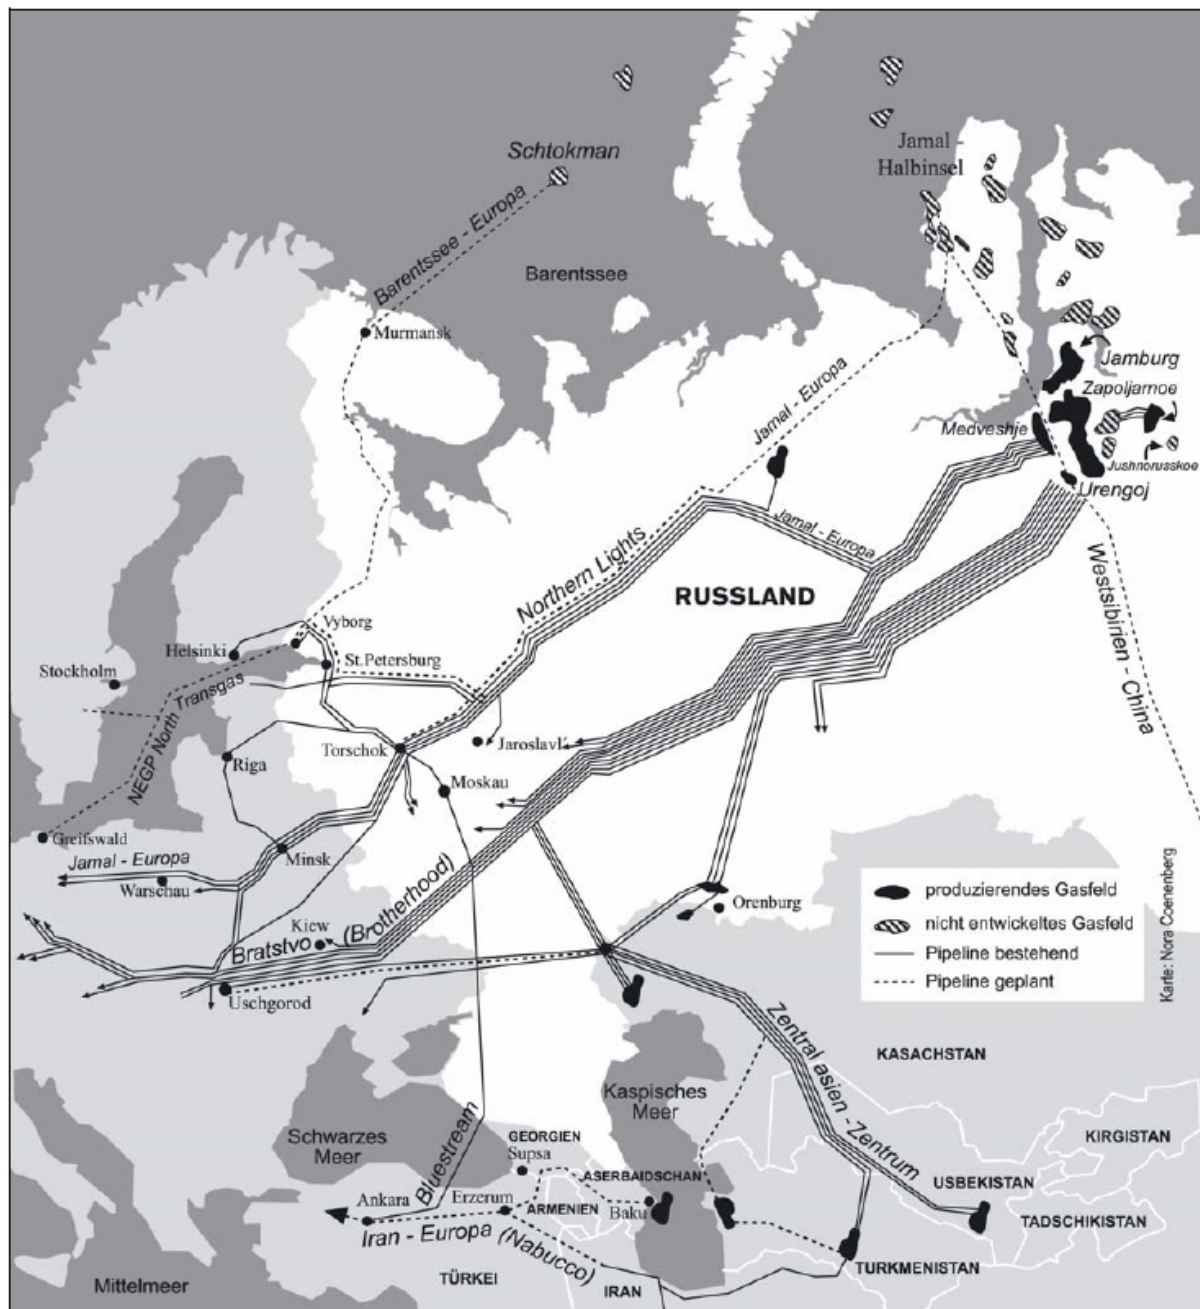 Schtokman
Jamal -
Halbinsel
Barentssee - Europa
Barentssee
Murmansk
Jamburg
Zapoljarnoe
Jamal - Europa
Medveshje
Jushnorusskoe
Urengoj
Jamal - Europa
Northern Lights
RUSSLAND
Westsibirien - China
Vyborg
Helsinki
St.Petersburg
Stockholm
NEGP North Transgas
Torschok
Jaroslavl´
Riga
Moskau
Greifswald
Minsk
Jamal - Europa
Warschau
Kiew
Bratstvo (Brotherhood)
Orenburg
Uschgorod
produzierendes Gasfeld
nicht entwickeltes Gasfeld
Pipeline bestehend
Pipeline geplant
Karte: Nora Coenenberg
Zentral asien - Zentrum
KASACHSTAN
Kaspisches
Meer
Schwarzes
Meer
Bluestream
GEORGIEN
Supsa
KIRGISTAN
ASERBAIDSCHAN
USBEKISTAN
Ankara
Erzerum
ARMENIEN
Baku
TADSCHIKISTAN
Iran - Europa (Nabucco)
TURKMENISTAN
TÜRKEI
IRAN
Mittelmeer